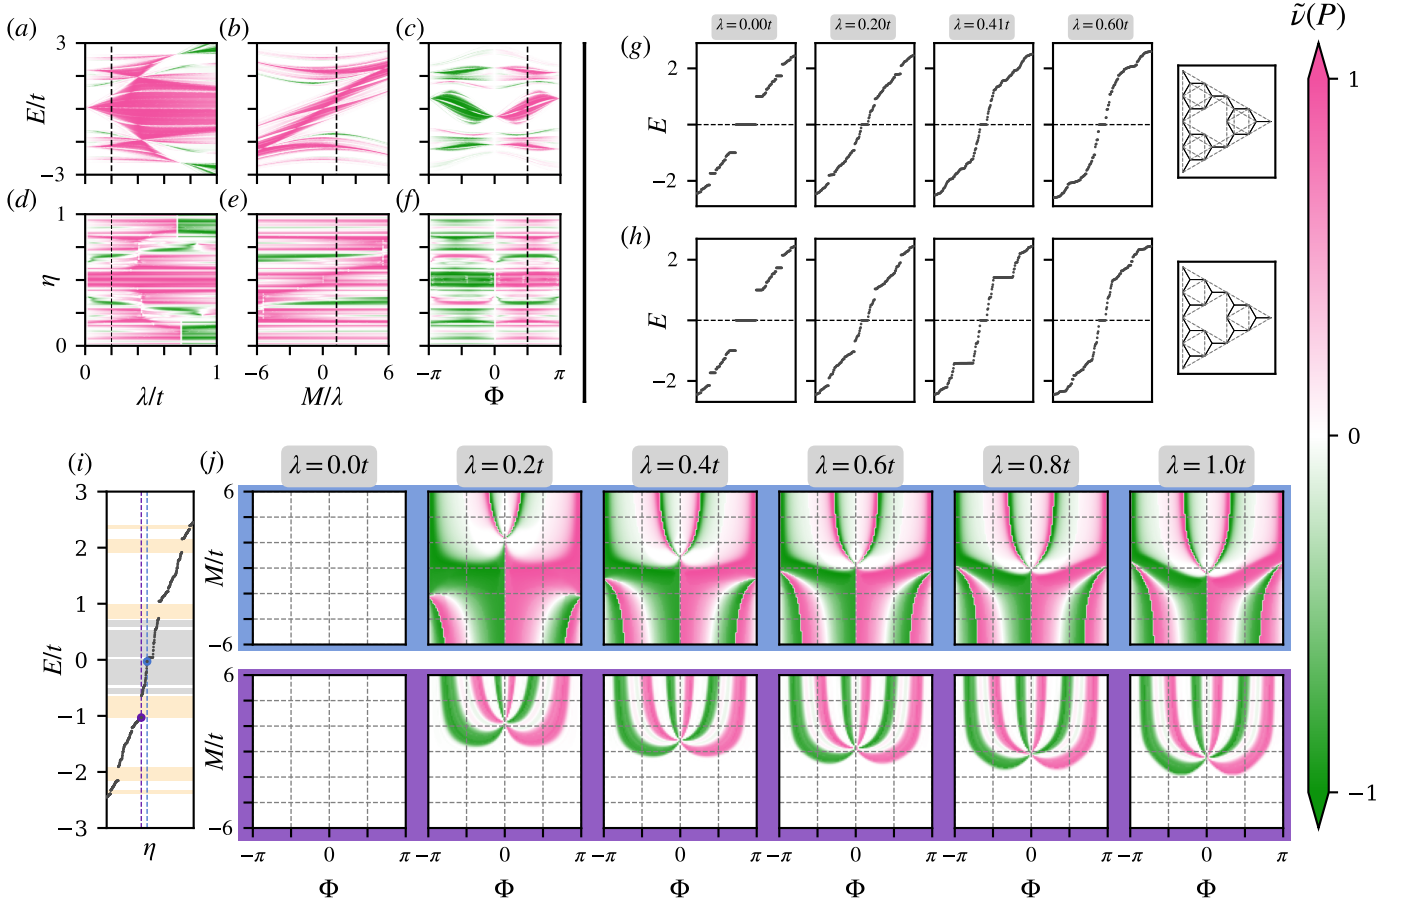 (a)
(b)
(c)
E/t
3
−3
(d)
(e)
(f)
η
1
0
0
1
−6
6
−π
0
π
λ/t
M/λ
Φ
(g)
λ = 0.00t
λ = 0.20t
λ = 0.41t
λ = 0.60t
E
2
−2
(h)
E
2
−2
ν̃(P)
1
0
−1
(i)
E/t
3
2
1
0
−1
−2
−3
η
(j)
λ = 0.0t
λ = 0.2t
λ = 0.4t
λ = 0.6t
λ = 0.8t
λ = 1.0t
M/t
6
−6
M/t
6
−6
−π
0
π
−π
0
π
−π
0
π
−π
0
π
−π
0
π
−π
0
π
Φ
Φ
Φ
Φ
Φ
Φ